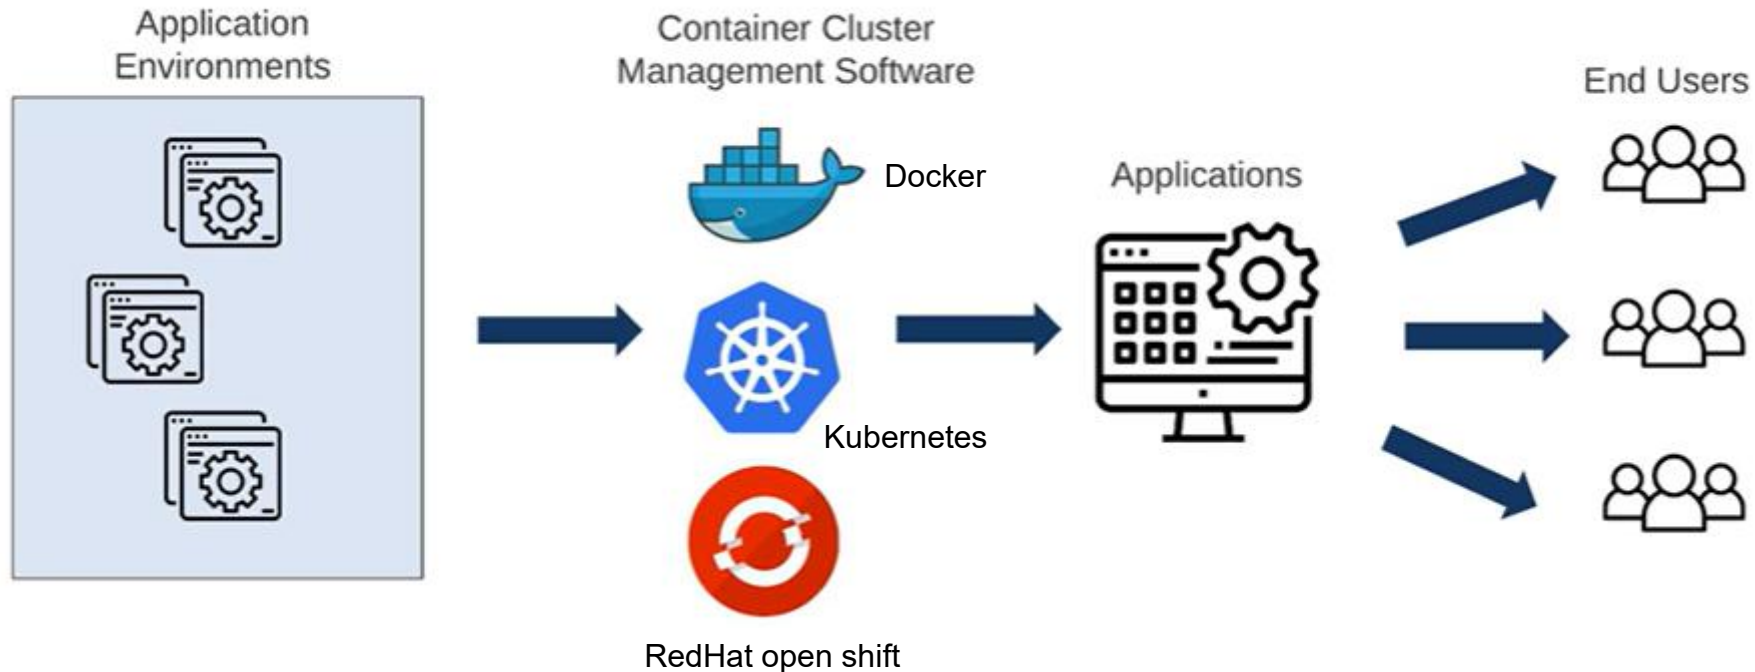 Application
Environments
Container Cluster
Management Software
Docker
Kubernetes
RedHat open shift
Applications
End Users